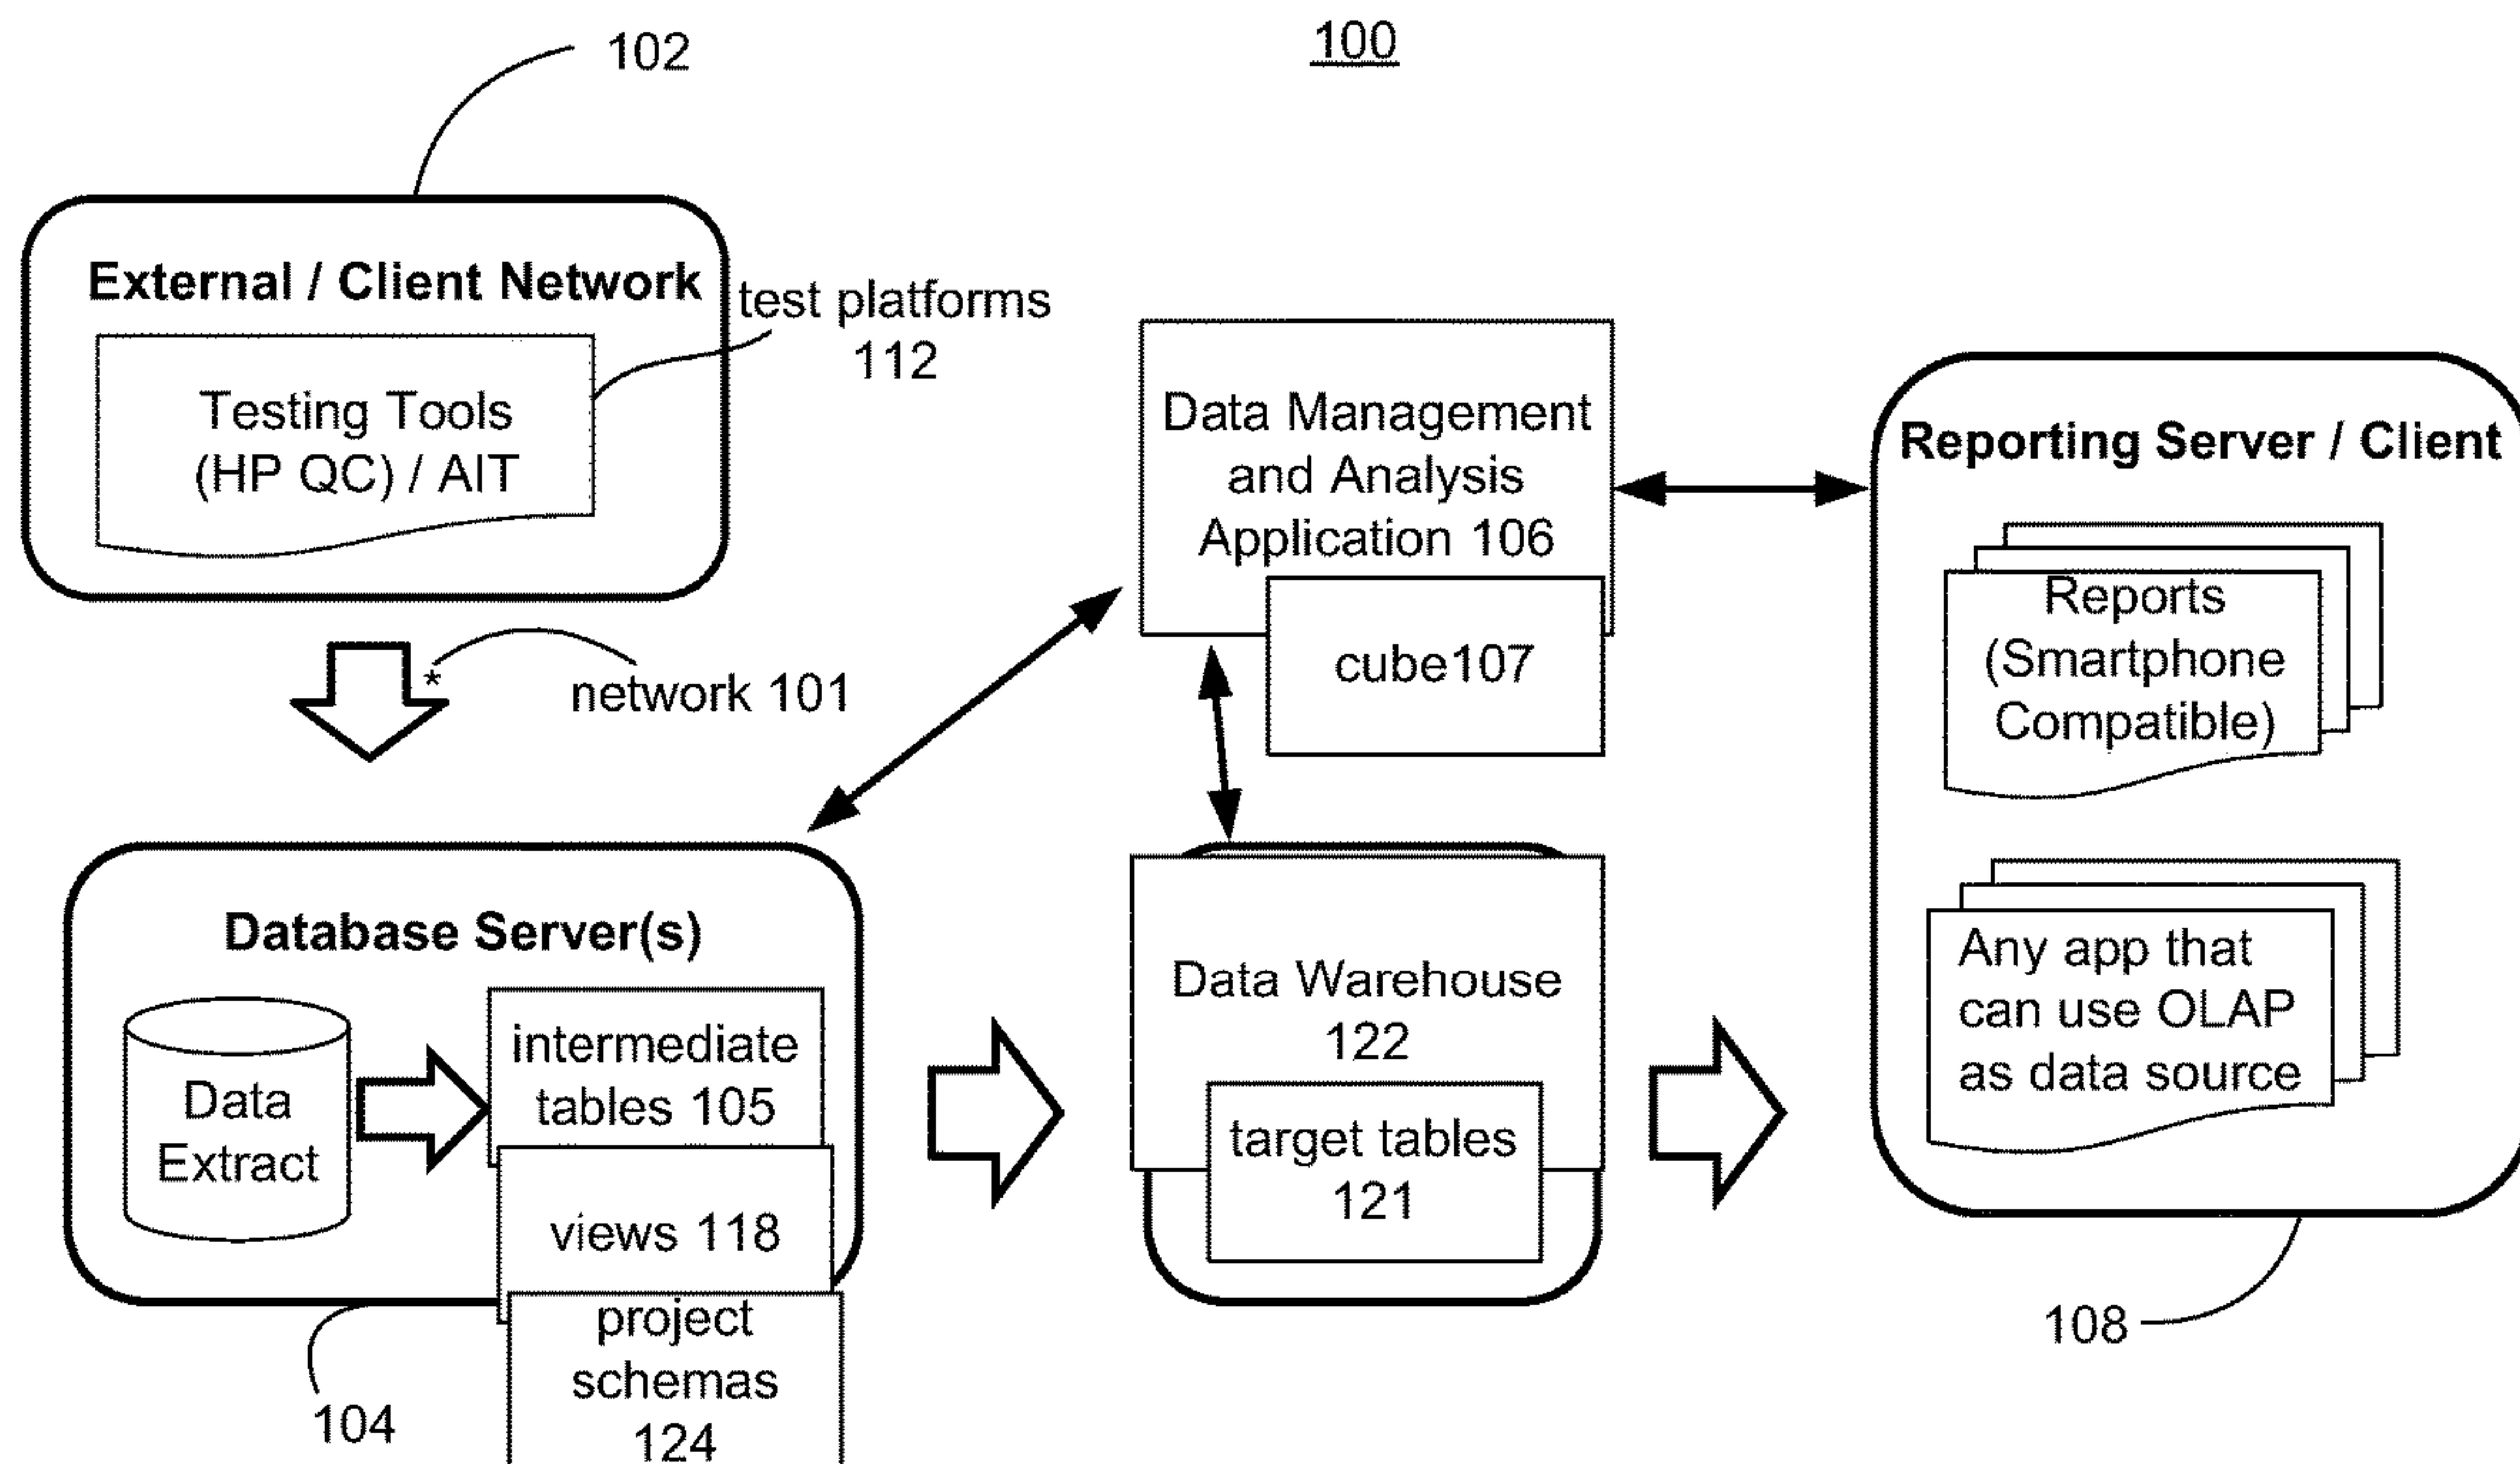 100
102
External / Client Network
test platforms
112
Testing Tools
(HP QC) / AIT
*
network 101
Data Management
and Analysis
Application 106
cube107
Reporting Server / Client
Reports
(Smartphone
Compatible)
Any app that
can use OLAP
as data source
108
Database Server(s)
Data
Extract
intermediate
tables 105
views 118
project
schemas
124
104
Data Warehouse
122
target tables
121